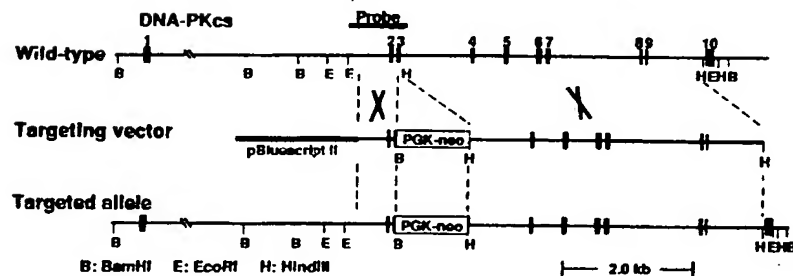 DNA-PKcs Probe
1 2 3 4 5 6 7 8 9 10
Wild-type
B B B E E H H E H B
Targeting vector
pBluescript II PGK-neo
B H H
Targeted allele
PGK-neo
B B B E E B H H E H B
B: BamHI E: EcoRI H: HindIII 2.0 kb